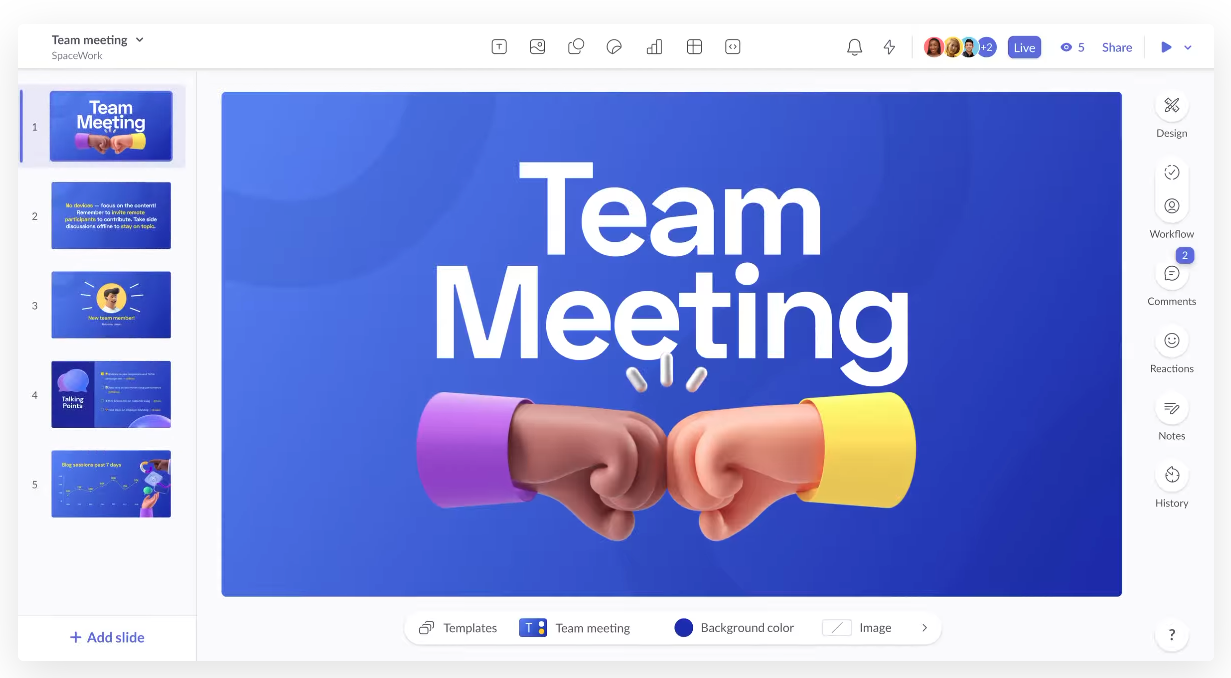 Team meeting
SpaceWork
T
+2
Live
5
Share
1
Team
Meeting
2
No devices — focus on the content!
Remember to invite remote
participants to contribute. Take side
discussions offline to stay on topic.
3
New team member!
4
Talking
Points
5
Blog sessions past 7 days
+ Add slide
Team
Meeting
Templates
T
Team meeting
Background color
Image
Design
Workflow
2
Comments
Reactions
Notes
History
?